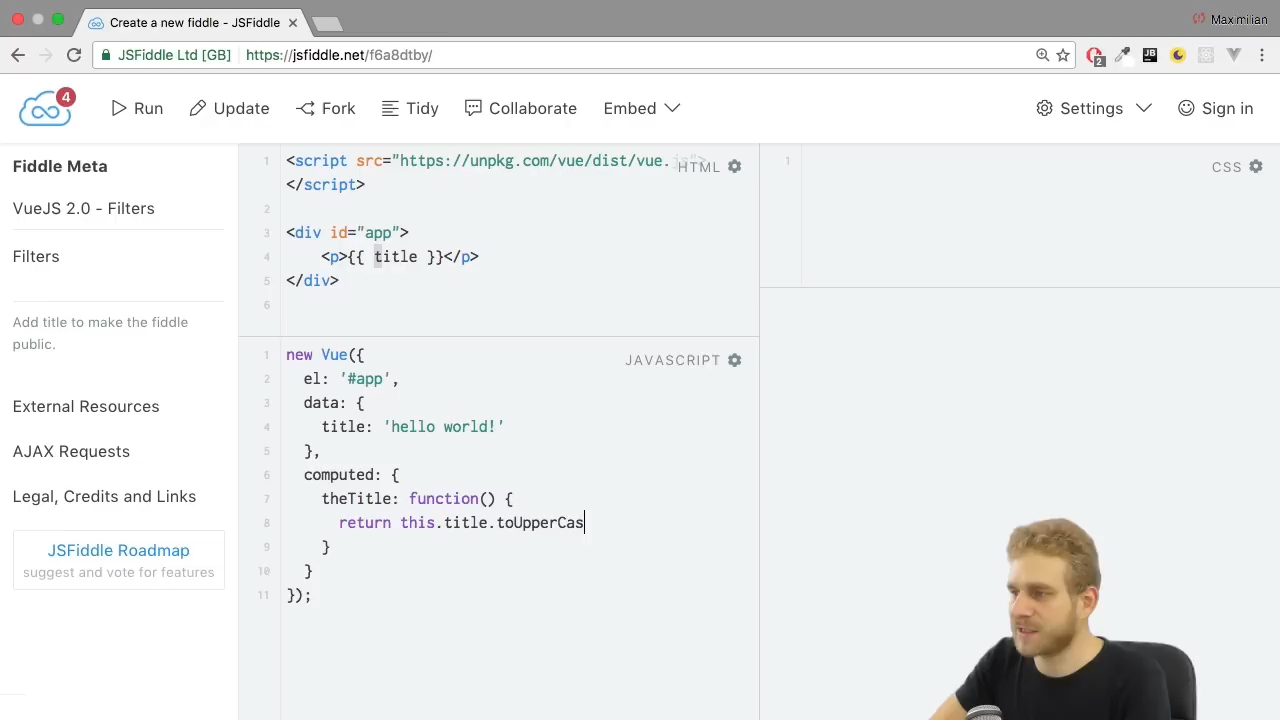 Create a new fiddle - JSFiddle
Maximilian
JSFiddle Ltd [GB] https://jsfiddle.net/f6a8dtby/
2
JB
4
Run Update Fork Tidy Collaborate Embed Settings Sign in
Fiddle Meta
VueJS 2.0 - Filters
Filters
Add title to make the fiddle
public.
External Resources
AJAX Requests
Legal, Credits and Links
JSFiddle Roadmap
suggest and vote for features
HTML
1 <script src="https://unpkg.com/vue/dist/vue.js">
</script>
2
3 <div id="app">
4 <p>{{ title }}</p>
5 </div>
6
JAVASCRIPT
1 new Vue({
2 el: '#app',
3 data: {
4 title: 'hello world!'
5 },
6 computed: {
7 theTitle: function() {
8 return this.title.toUpperCas
9 }
10 }
11 });
1
CSS